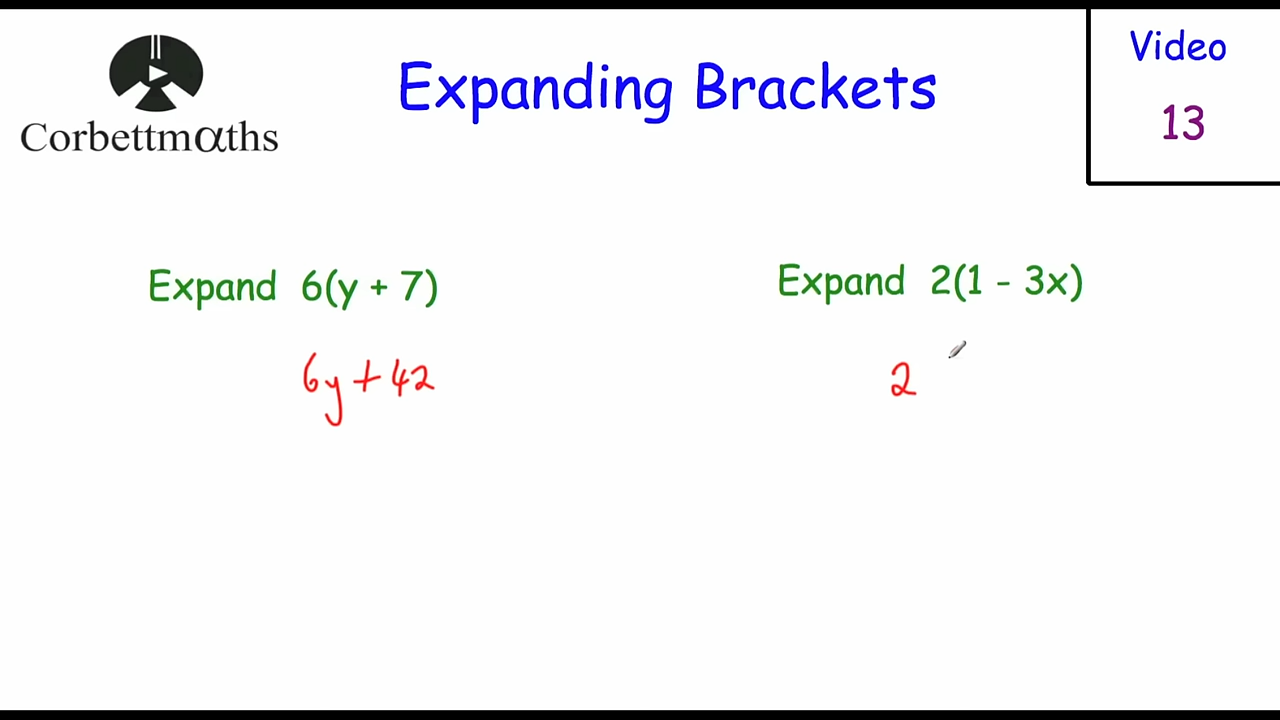 Corbettmαths
Expanding Brackets
Video
13
Expand 6(y + 7)
6y + 42
Expand 2(1 - 3x)
2